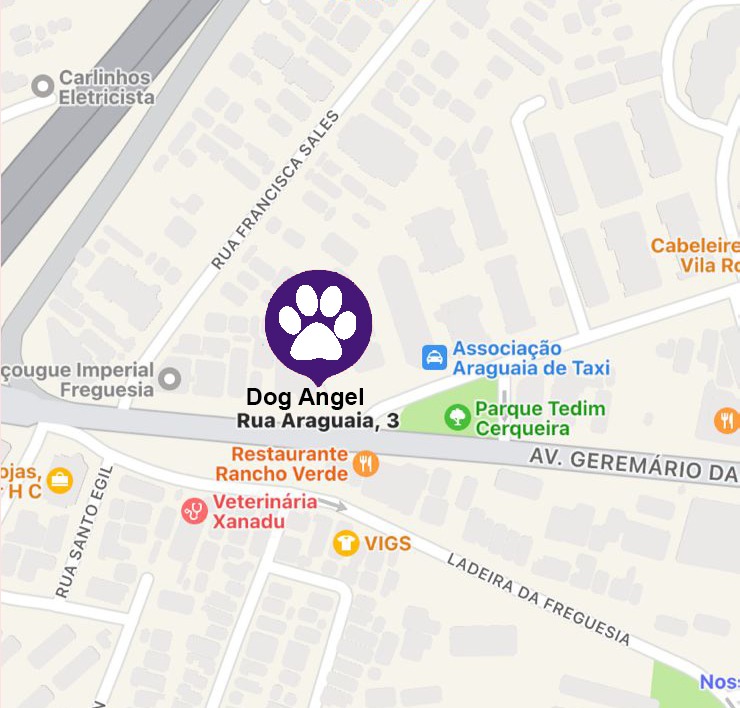 Carlinhos
Eletricista
RUA FRANCISCA SALES
Cabeleire
Vila Ro
Associação
Araguaia de Taxi
çougue Imperial
Freguesia
Dog Angel
Rua Araguaia, 3
Parque Tedim
Cerqueira
Restaurante
Rancho Verde
AV. GEREMÁRIO DA
ojas,
r H C
Veterinária
Xanadu
RUA SANTO EGIL
VIGS
LADEIRA DA FREGUESIA
Nos